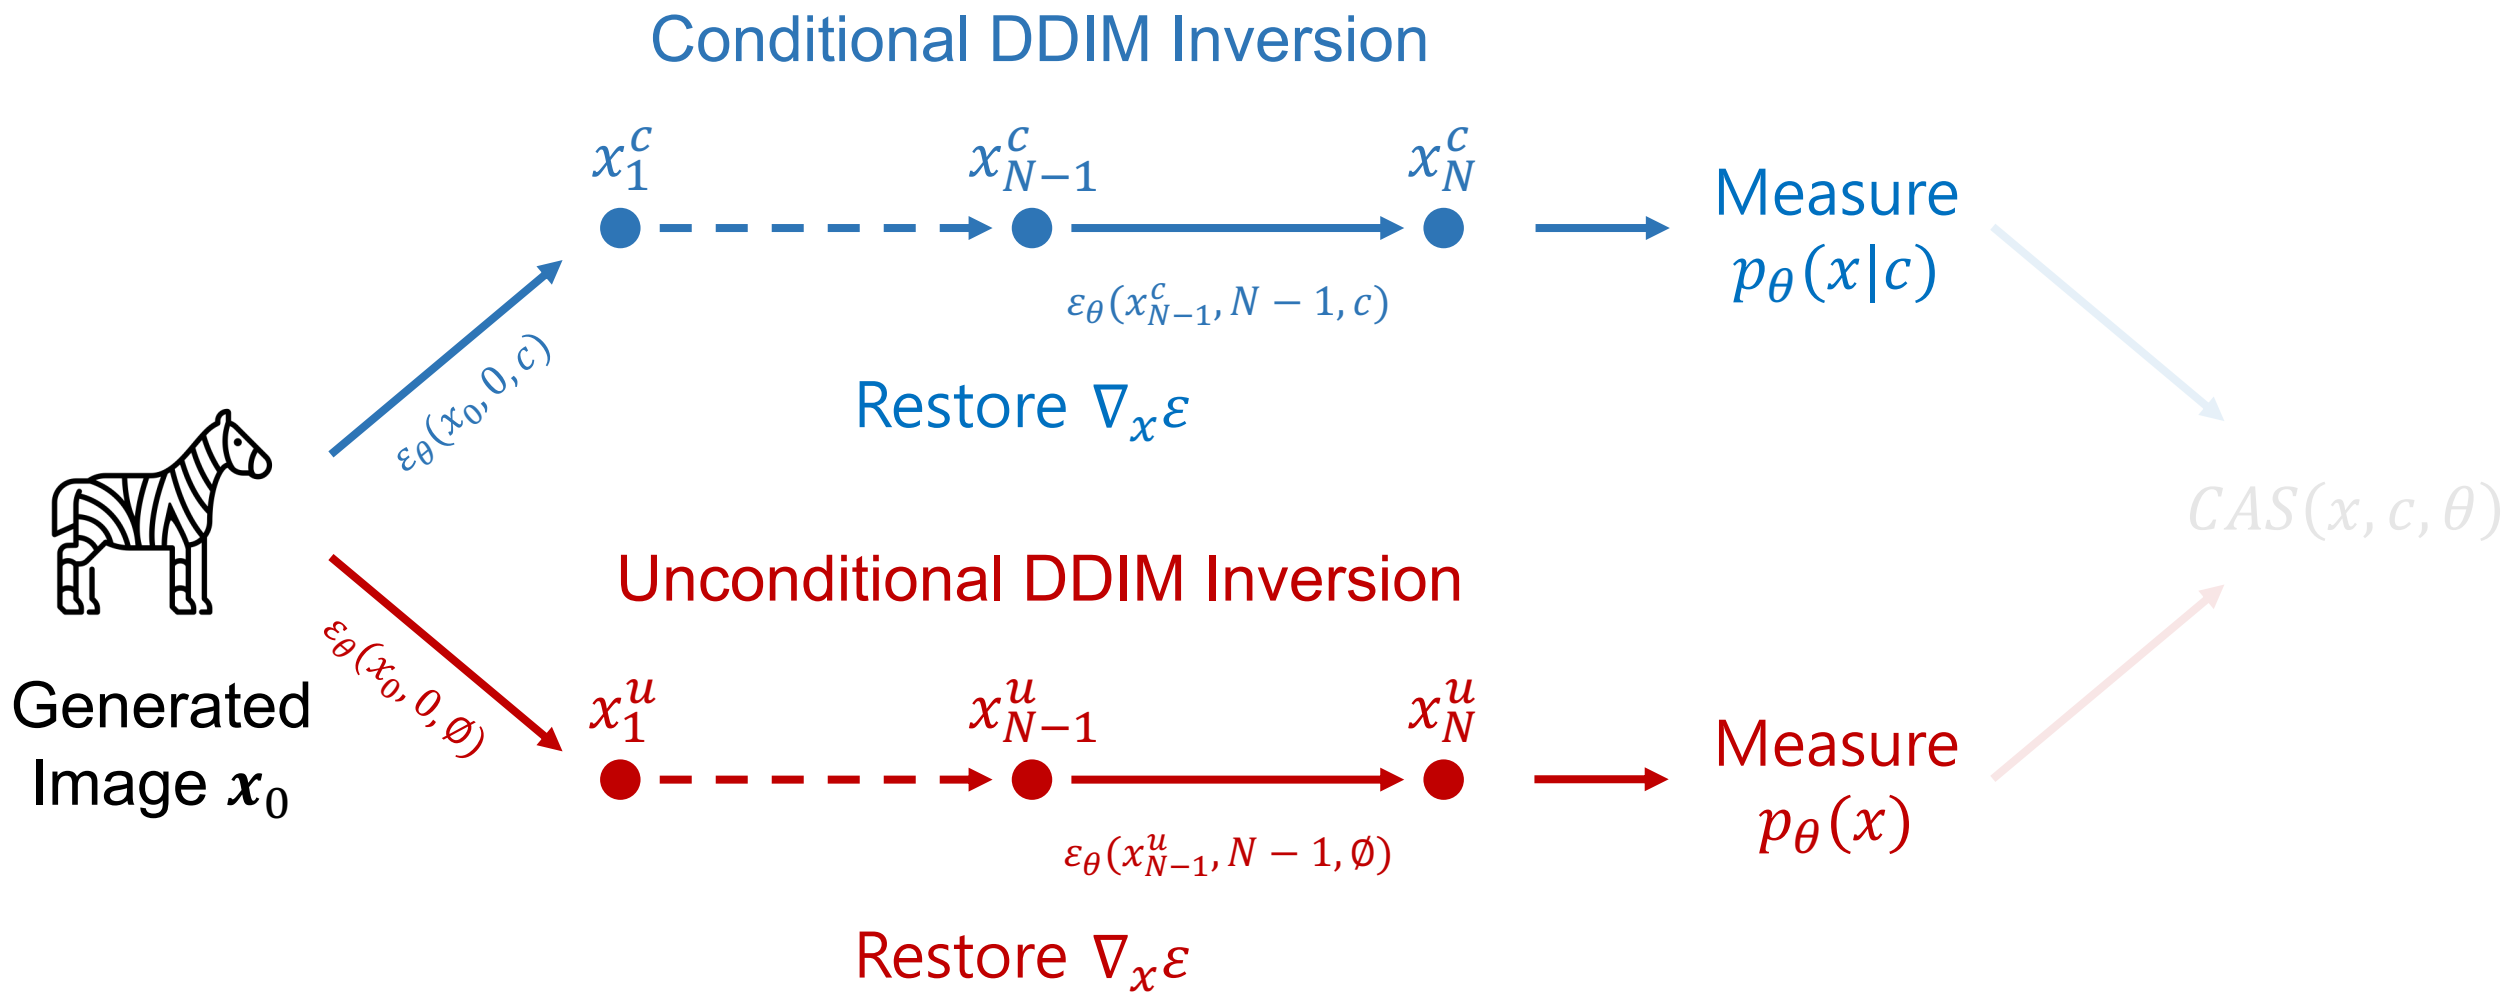 Conditional DDIM Inversion
x_1^c
x_{N-1}^c
x_N^c
Measure
p_θ(x|c)
ε_θ(x_0, 0, c)
ε_θ(x_{N-1}^c, N − 1, c)
Restore ∇_x ε
CAS(x, c, θ)
Generated
Image x_0
Unconditional DDIM Inversion
ε_θ(x_0, 0, ∅)
x_1^u
x_{N-1}^u
x_N^u
Measure
p_θ(x)
ε_θ(x_{N-1}^u, N − 1, ∅)
Restore ∇_x ε